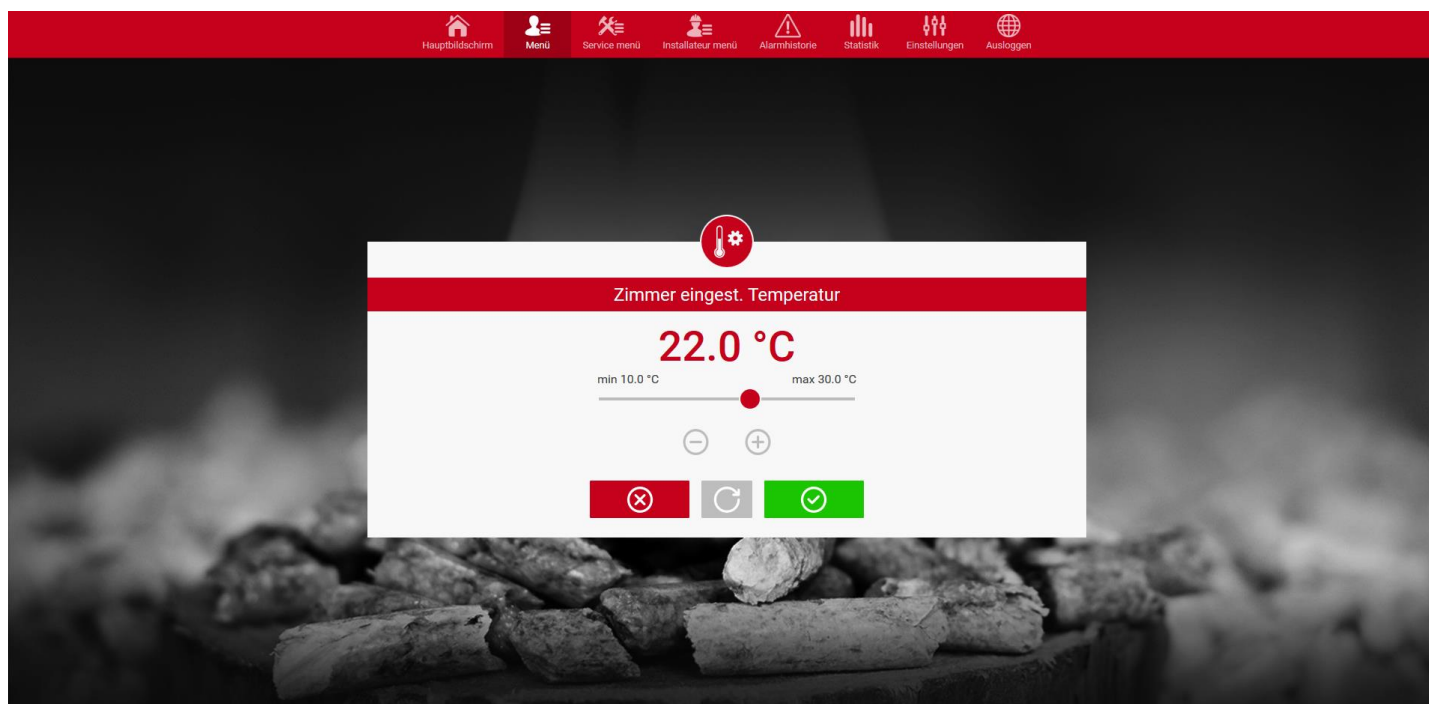 Hauptbildschirm
Menü
Service menü
Installateur menü
Alarmhistorie
Statistik
Einstellungen
Ausloggen
Zimmer eingest. Temperatur
22.0 °C
min 10.0 °C
max 30.0 °C